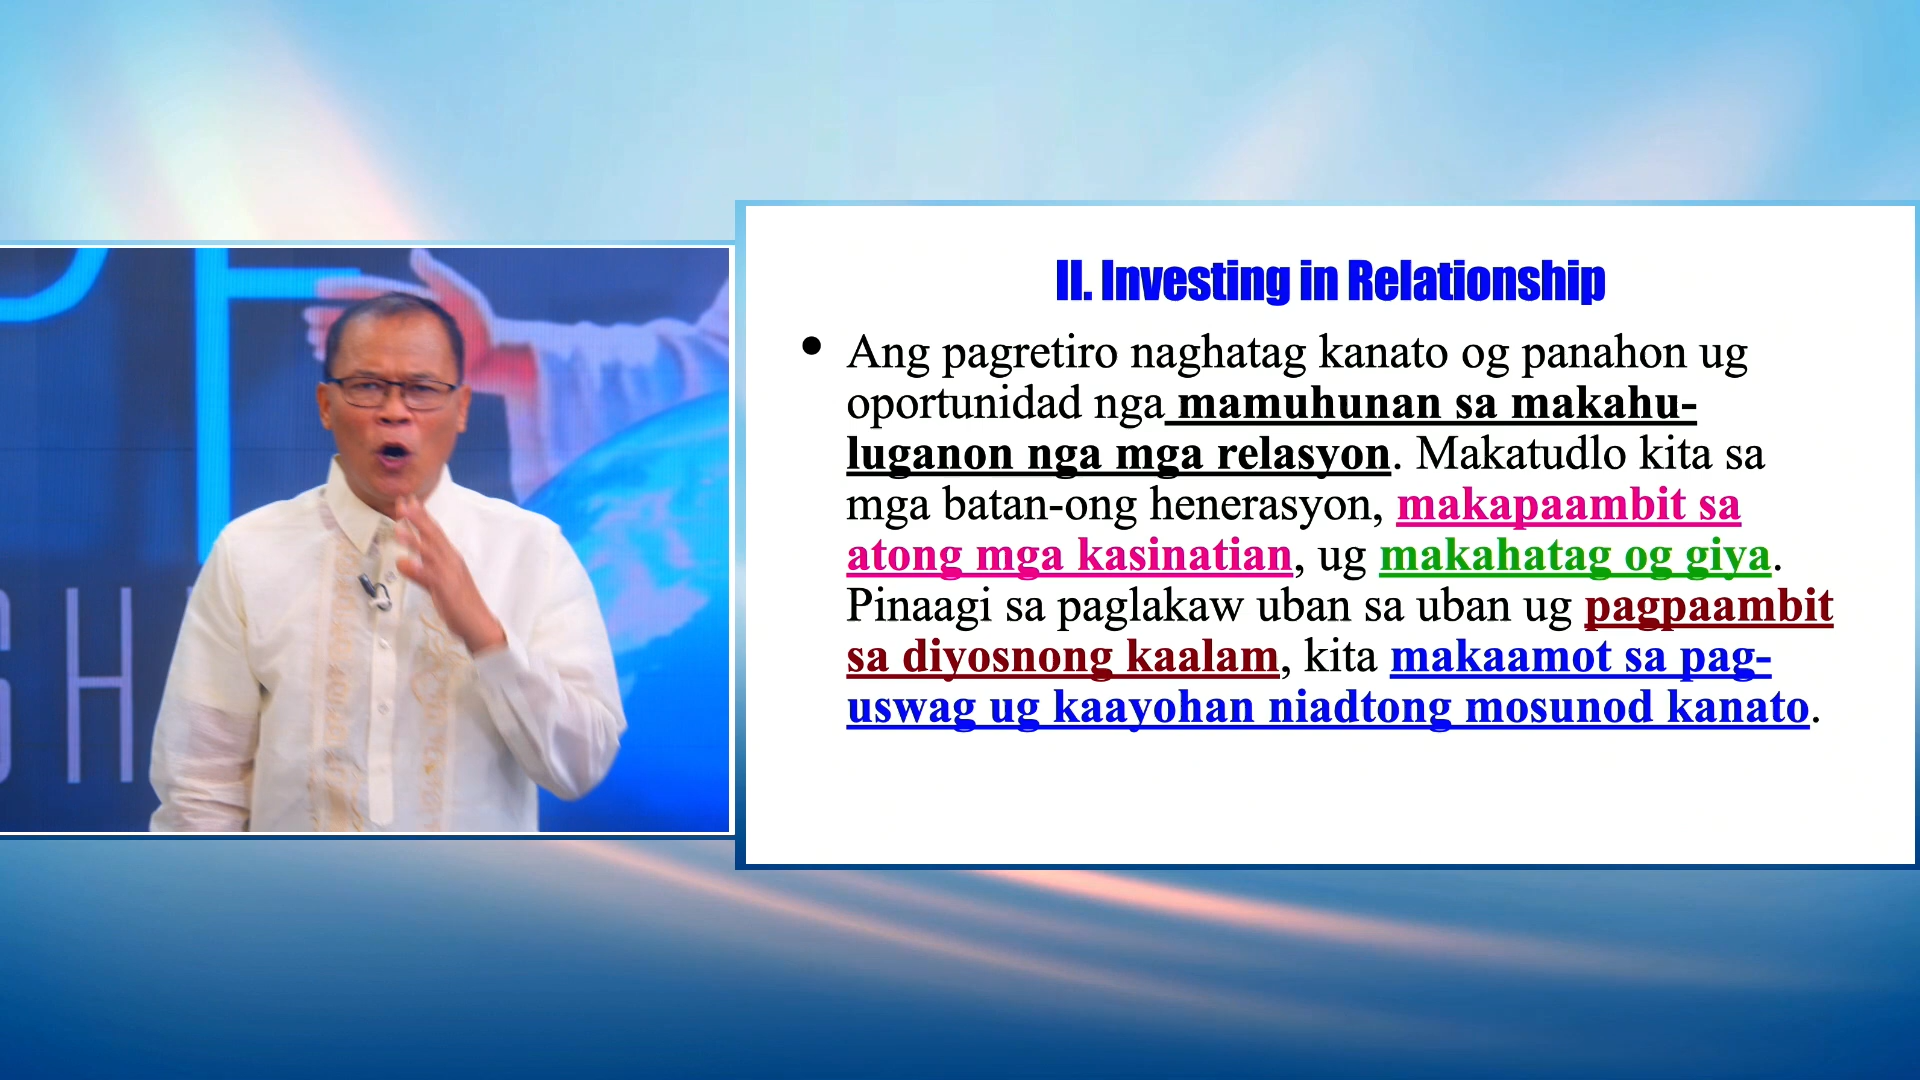 II. Investing in Relationship
• Ang pagretiro naghatag kanato og panahon ug
oportunidad nga mamuhunan sa makahu-
luganon nga mga relasyon. Makatudlo kita sa
mga batan-ong henerasyon, makapaambit sa
atong mga kasinatian, ug makahatag og giya.
Pinaagi sa paglakaw uban sa uban ug pagpaambit
sa diyosnong kaalam, kita makaamot sa pag-
uswag ug kaayohan niadtong mosunod kanato.